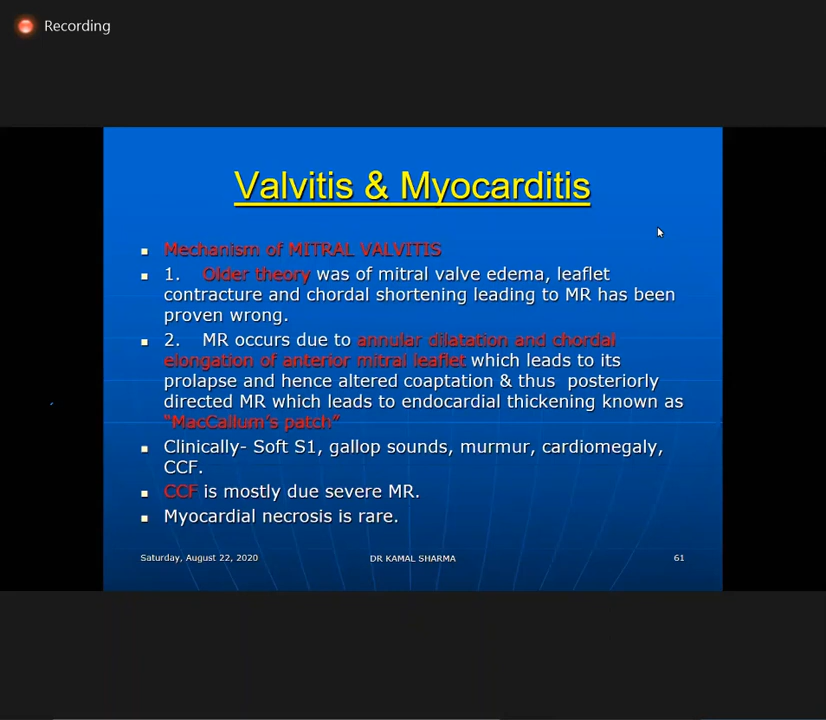 Recording
Valvitis & Myocarditis
Mechanism of MITRAL VALVITIS
1. Older theory was of mitral valve edema, leaflet
contracture and chordal shortening leading to MR has been
proven wrong.
2. MR occurs due to annular dilatation and chordal
elongation of anterior mitral leaflet which leads to its
prolapse and hence altered coaptation & thus posteriorly
directed MR which leads to endocardial thickening known as
"MacCallum's patch"
Clinically- Soft S1, gallop sounds, murmur, cardiomegaly,
CCF.
CCF is mostly due severe MR.
Myocardial necrosis is rare.
Saturday, August 22, 2020 DR KAMAL SHARMA 61